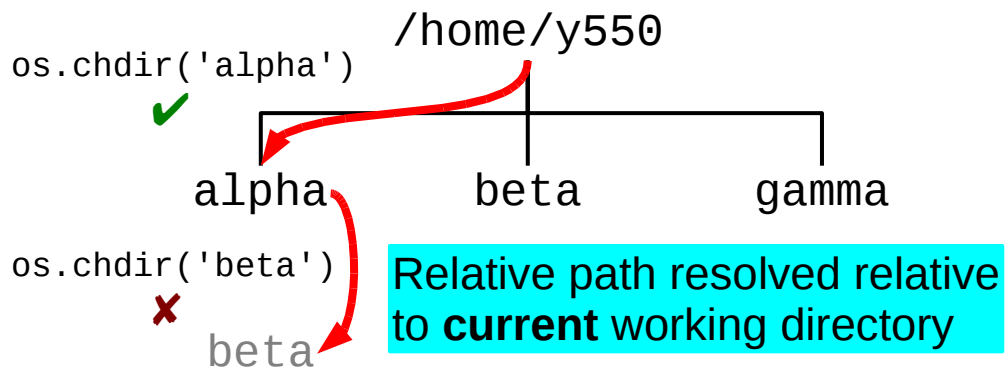 /home/y550
os.chdir('alpha')
✔
alpha beta gamma
os.chdir('beta')
✘
Relative path resolved relative
to current working directory
beta